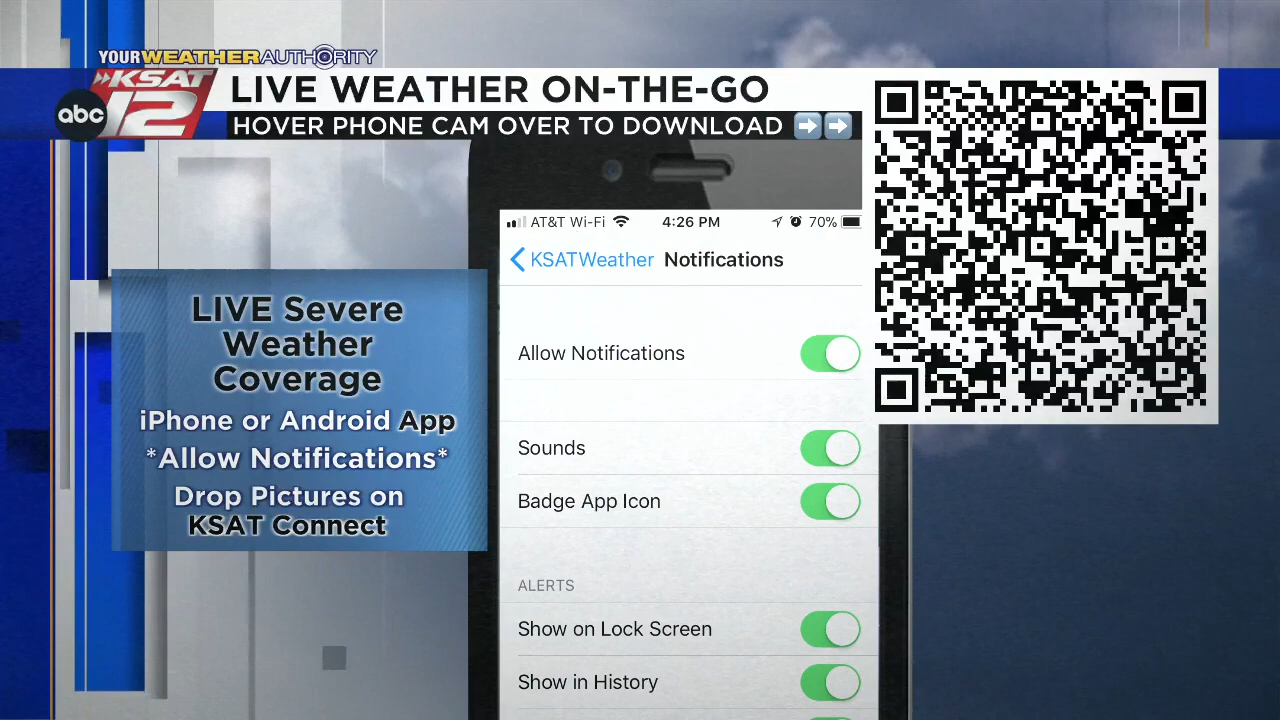 YOUR WEATHER AUTHORITY
KSAT
12
abc
LIVE WEATHER ON-THE-GO
HOVER PHONE CAM OVER TO DOWNLOAD ➡️➡️
AT&T Wi-Fi 4:26 PM 70%
KSATWeather Notifications
Allow Notifications
Sounds
Badge App Icon
ALERTS
Show on Lock Screen
Show in History
LIVE Severe
Weather
Coverage
iPhone or Android App
*Allow Notifications*
Drop Pictures on
KSAT Connect